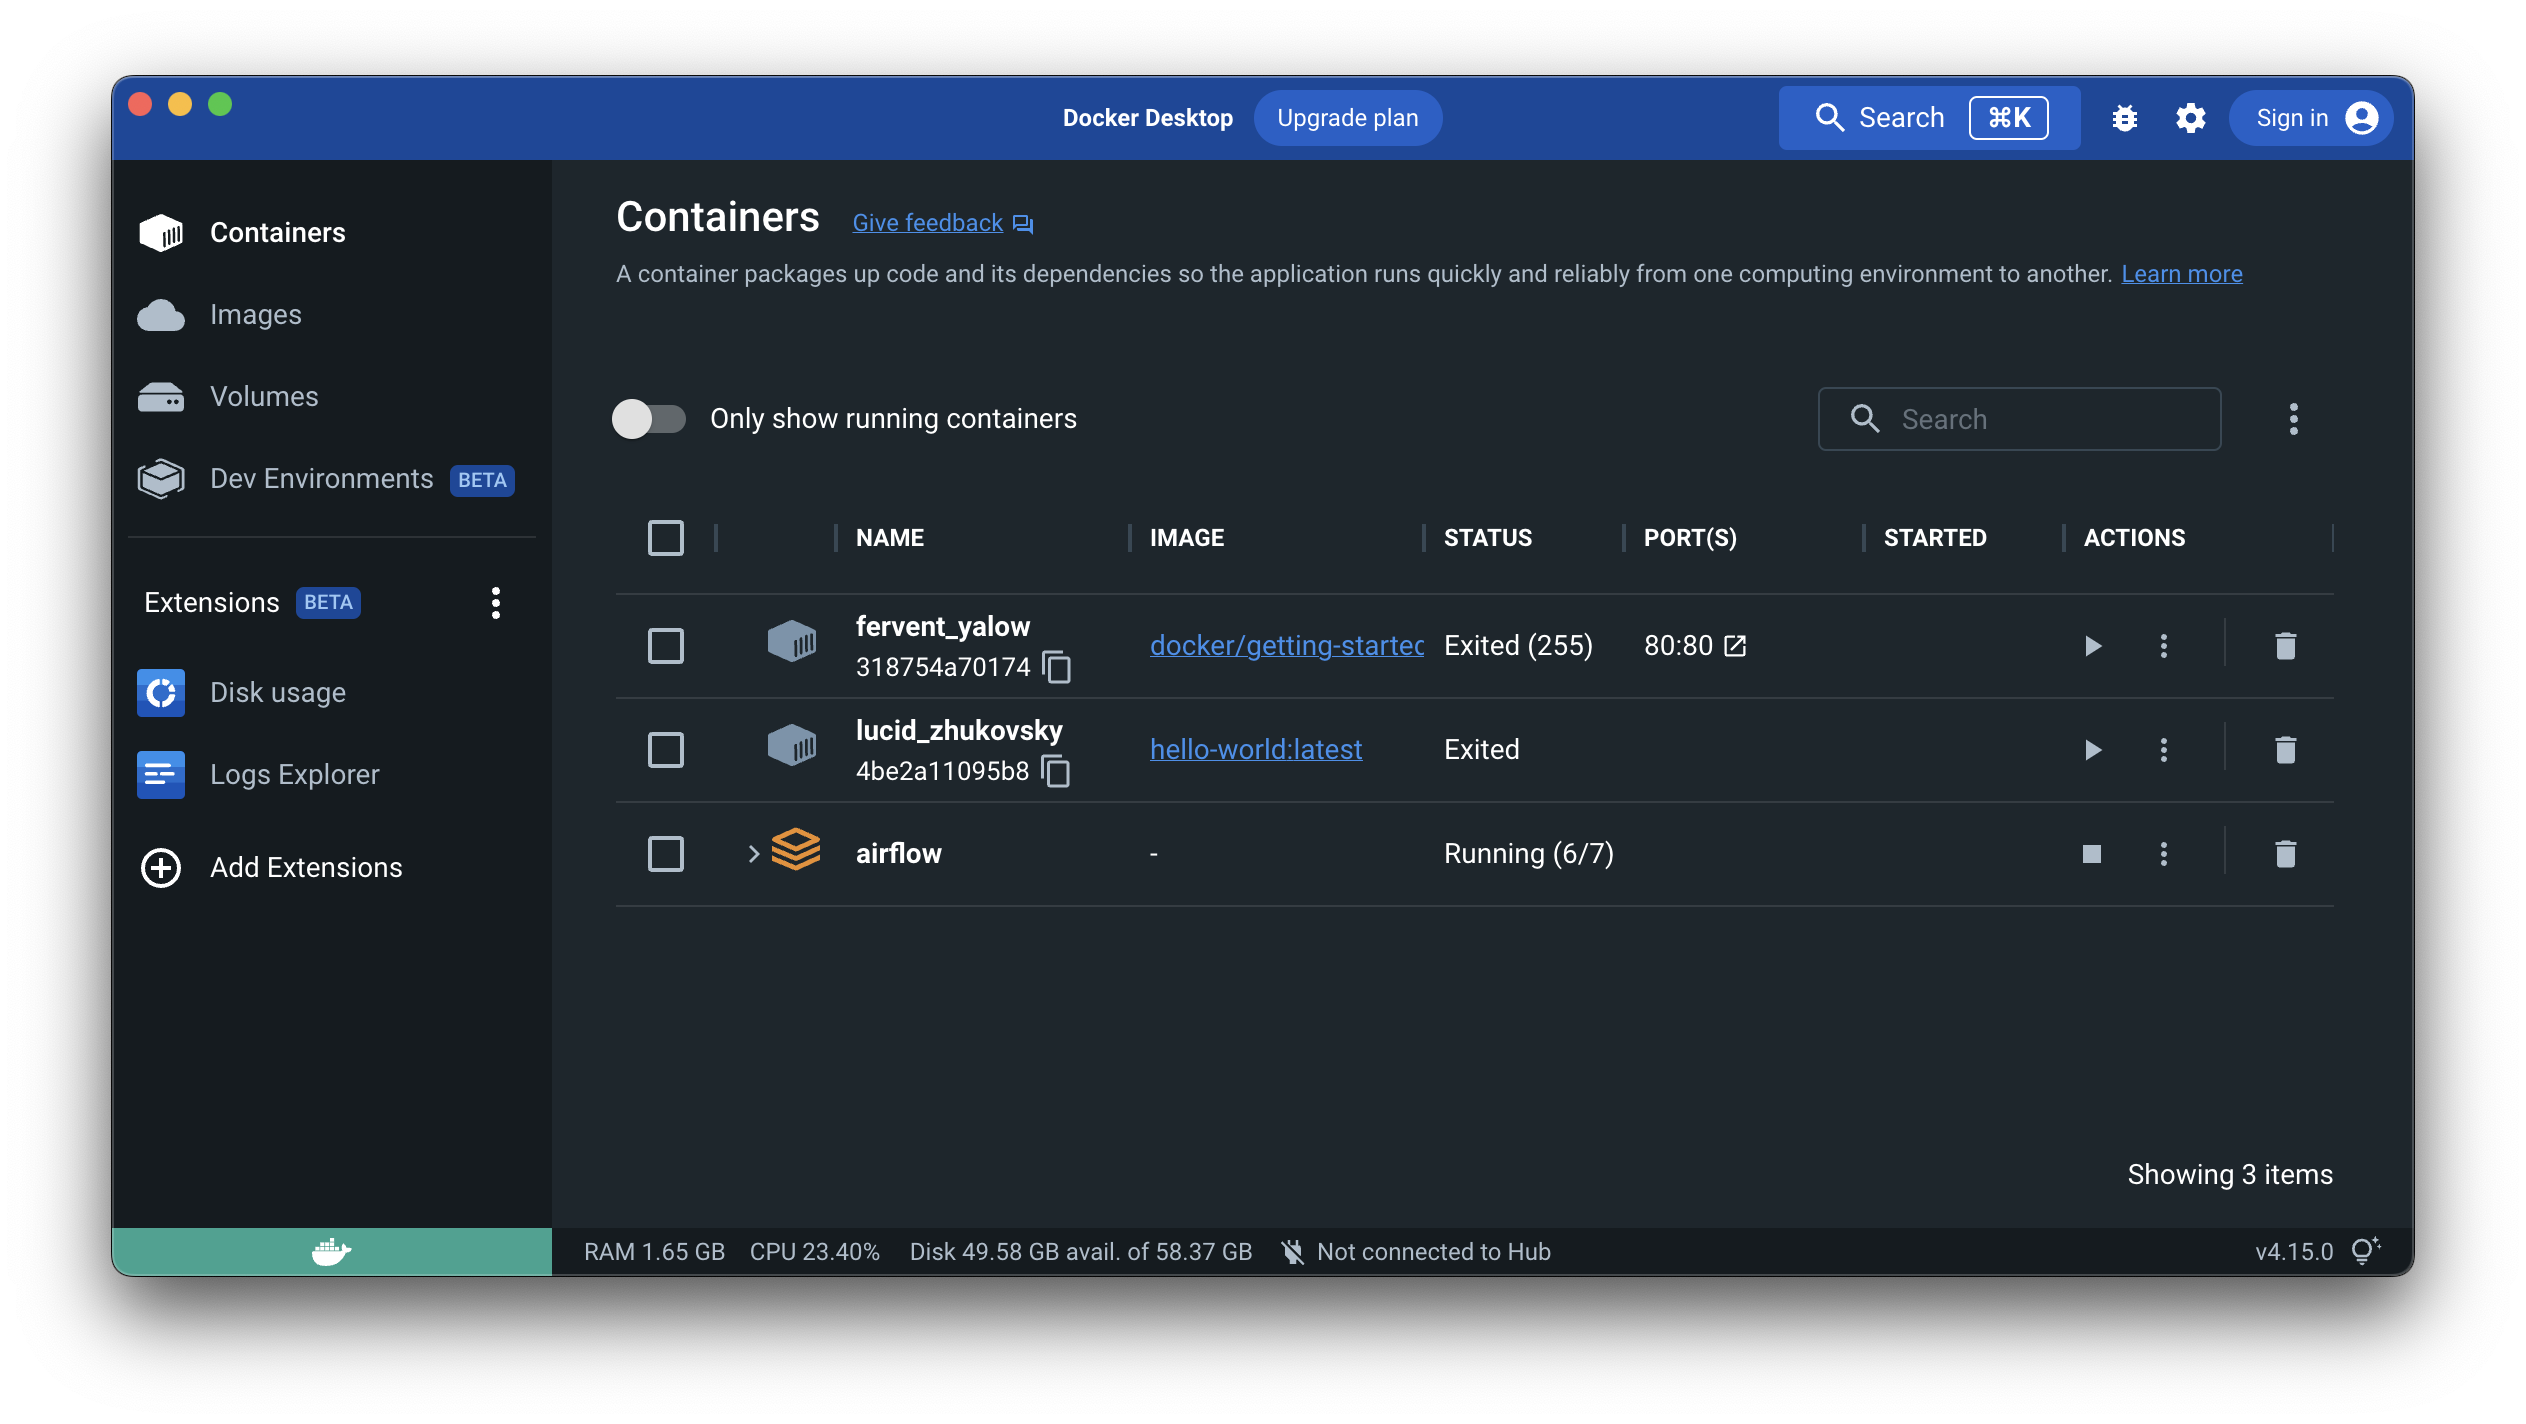 Docker Desktop Upgrade plan Search ⌘K Sign in
Containers
Images
Volumes
Dev Environments BETA
Extensions BETA
Disk usage
Logs Explorer
Add Extensions
Containers Give feedback
A container packages up code and its dependencies so the application runs quickly and reliably from one computing environment to another. Learn more
Only show running containers Search
NAME IMAGE STATUS PORT(S) STARTED ACTIONS
fervent_yalow
318754a70174 docker/getting-started Exited (255) 80:80
lucid_zhukovsky
4be2a11095b8 hello-world:latest Exited
airflow - Running (6/7)
Showing 3 items
RAM 1.65 GB CPU 23.40% Disk 49.58 GB avail. of 58.37 GB Not connected to Hub v4.15.0